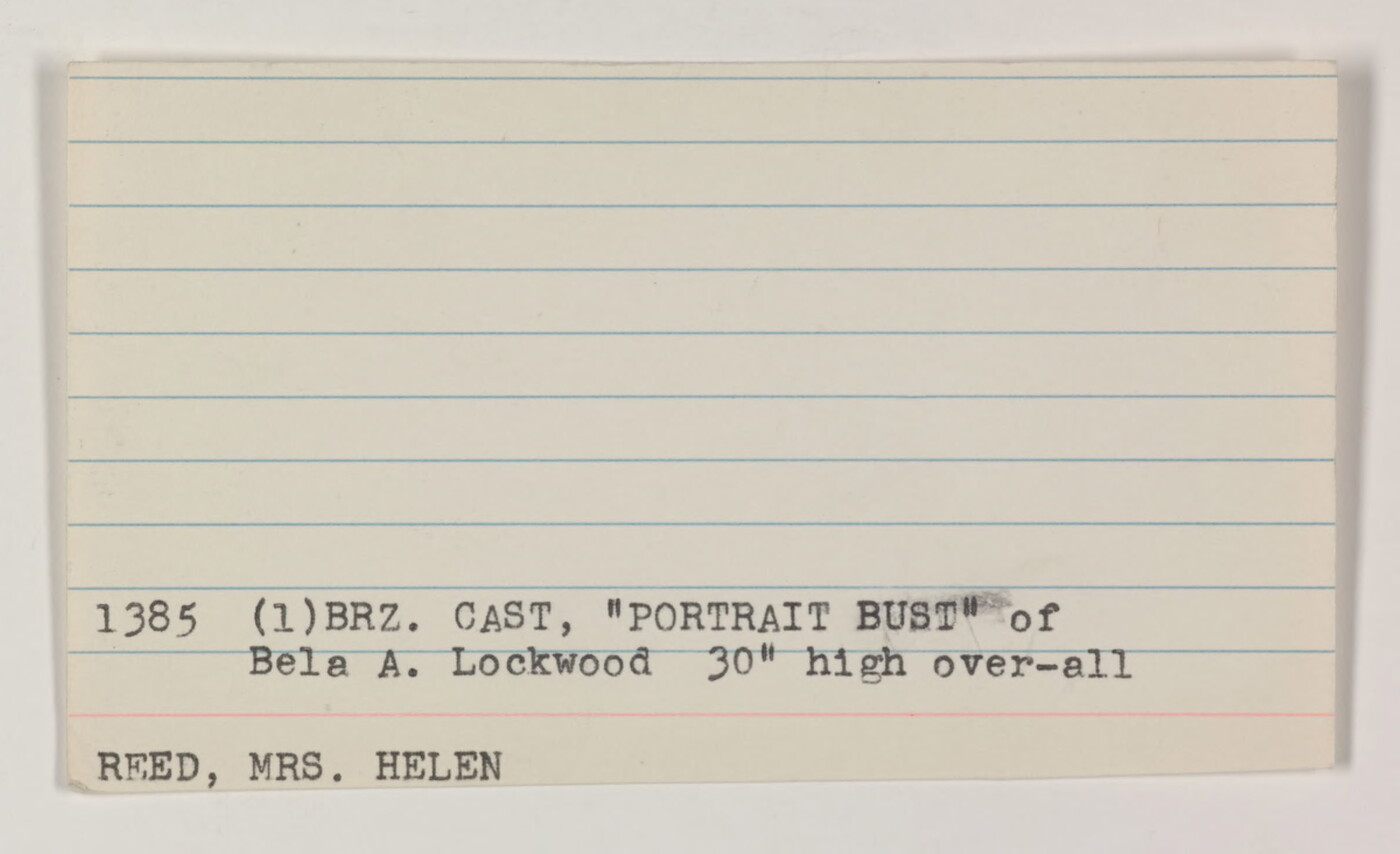 1385 (1)BRZ. CAST, "PORTRAIT BUST" of
Bela A. Lockwood 30" high over-all
REED, MRS. HELEN